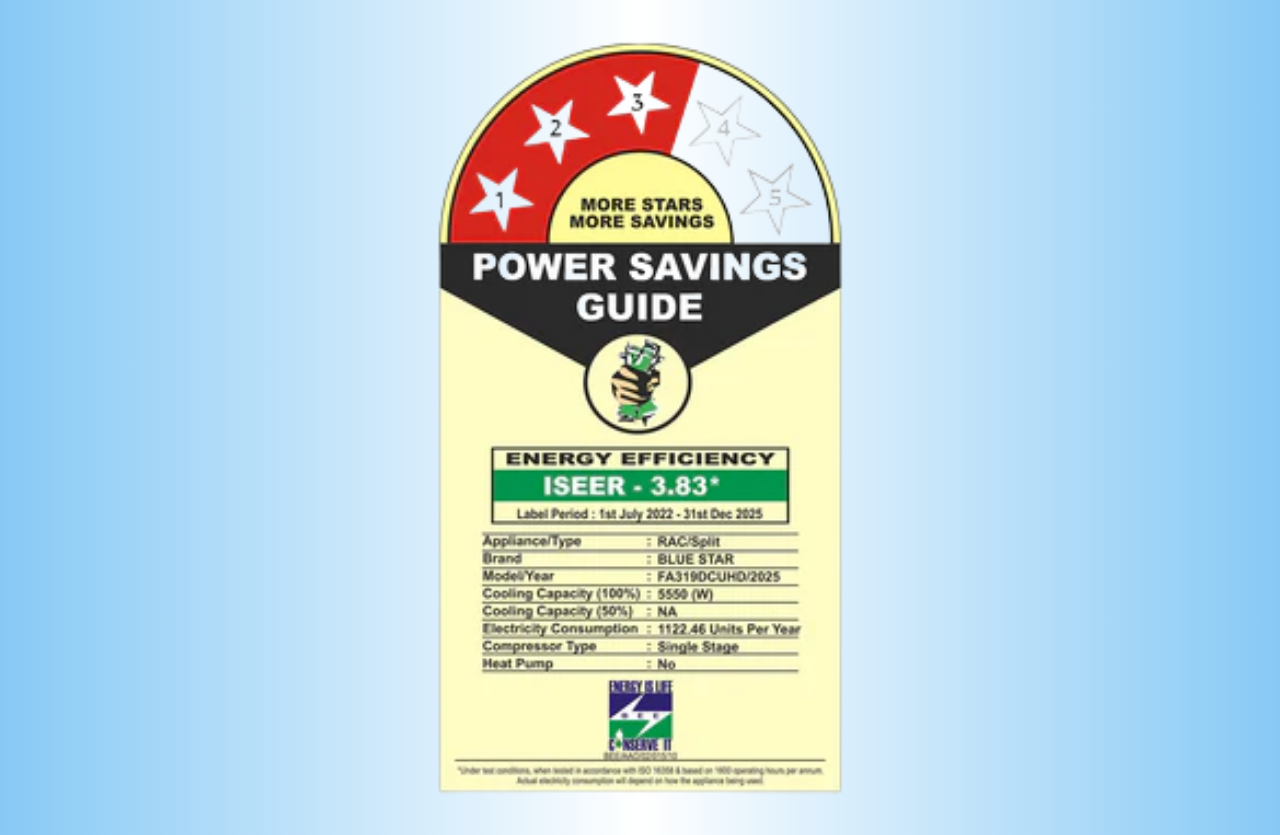 1
2
3
4
5
MORE STARS
MORE SAVINGS
POWER SAVINGS
GUIDE
ENERGY EFFICIENCY
ISEER - 3.83*
Label Period : 1st July 2022 - 31st Dec 2025
Appliance/Type : RAC/Split
Brand : BLUE STAR
Model/Year : FA319DCUHD/2025
Cooling Capacity (100%) : 5550 (W)
Cooling Capacity (50%) : NA
Electricity Consumption : 1122.46 Units Per Year
Compressor Type : Single Stage
Heat Pump : No
ENERGY IS LIFE
BEE
CONSERVE IT
*Under test conditions, when tested in accordance with ISO 16358 & based on 1600 operating hours per annum.
Actual electricity consumption will depend on how the appliance being used.